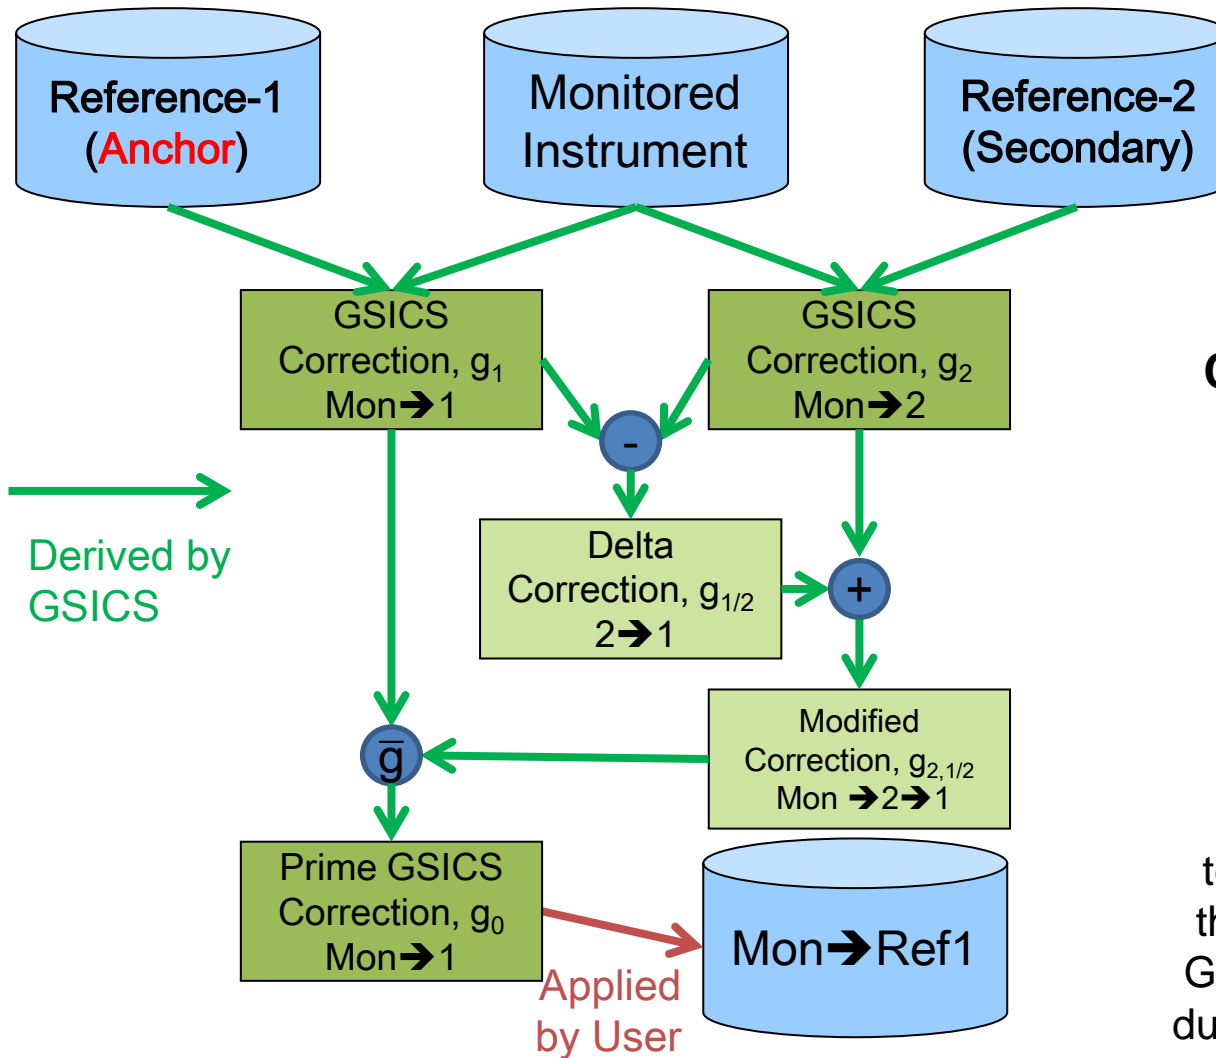 Reference-1
(Anchor)
Monitored
Instrument
Reference-2
(Secondary)
GSICS
Correction, g1
Mon➔1
GSICS
Correction, g2
Mon➔2
-
Derived by
GSICS
Delta
Correction, g1/2
2➔1
+
Modified
Correction, g2,1/2
Mon ➔2➔1
g̅
Prime GSICS
Correction, g0
Mon➔1
Mon➔Ref1
Applied
by User